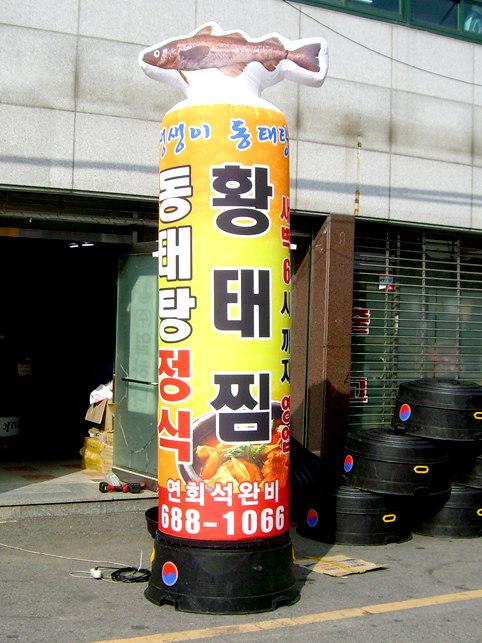 생이 동태탕
동태탕정식
황태찜
새벽6시까지영업
연회석완비
688-1066